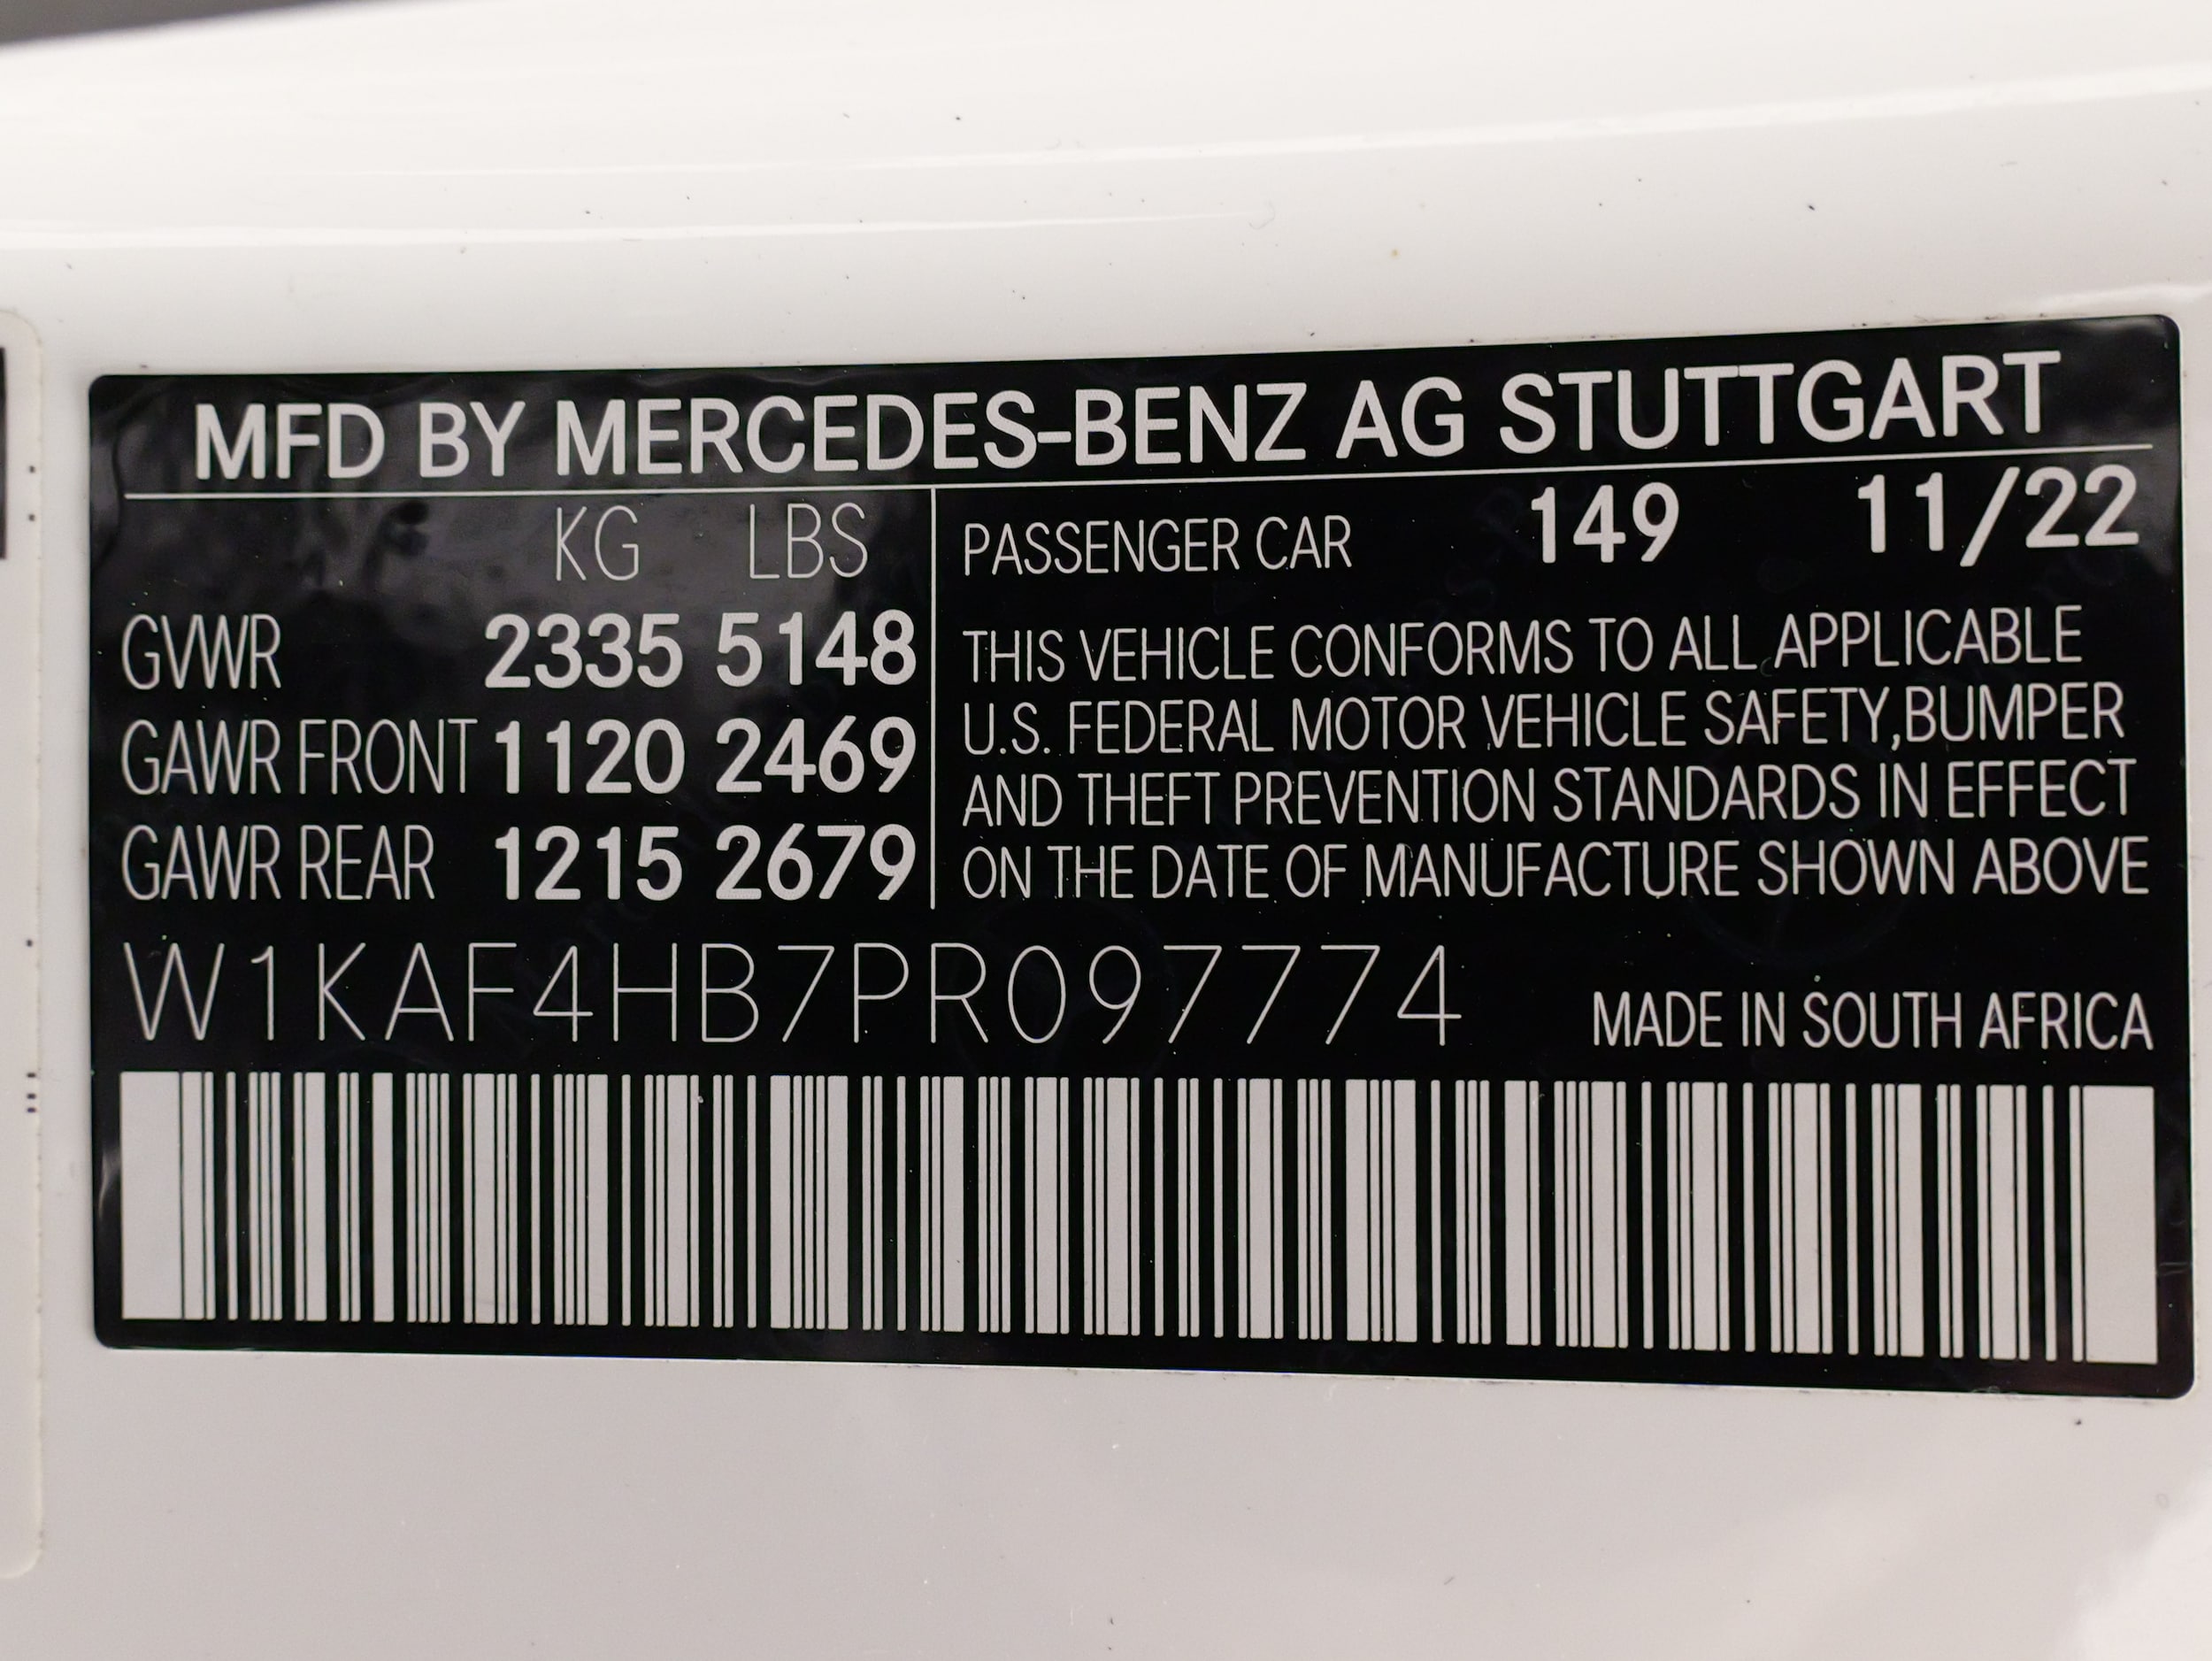 MFD BY MERCEDES-BENZ AG STUTTGART
KG LBS
GVWR 2335 5148
GAWR FRONT 1120 2469
GAWR REAR 1215 2679
PASSENGER CAR 149 11/22
THIS VEHICLE CONFORMS TO ALL APPLICABLE
U.S. FEDERAL MOTOR VEHICLE SAFETY,BUMPER
AND THEFT PREVENTION STANDARDS IN EFFECT
ON THE DATE OF MANUFACTURE SHOWN ABOVE
W1KAF4HB7PR097774
MADE IN SOUTH AFRICA